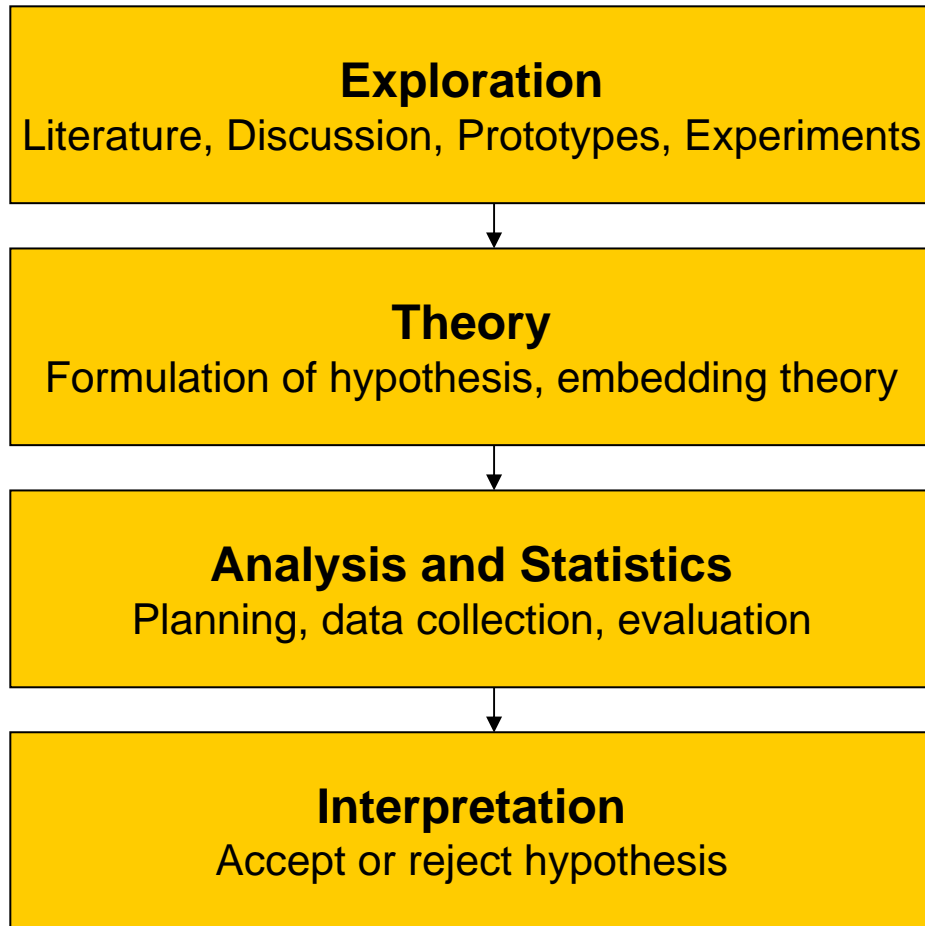 Exploration
Literature, Discussion, Prototypes, Experiments
Theory
Formulation of hypothesis, embedding theory
Analysis and Statistics
Planning, data collection, evaluation
Interpretation
Accept or reject hypothesis